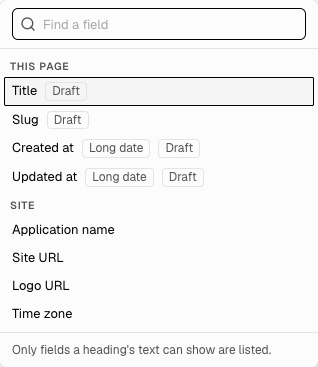 Find a field
THIS PAGE
Title Draft
Slug Draft
Created at Long date Draft
Updated at Long date Draft
SITE
Application name
Site URL
Logo URL
Time zone
Only fields a heading's text can show are listed.